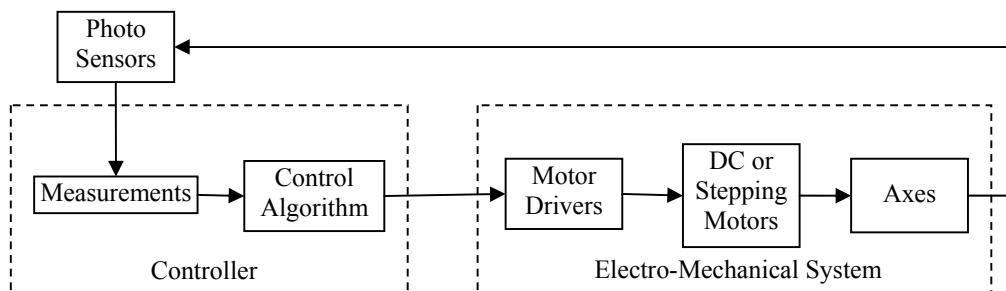 Photo
Sensors
Measurements
Control
Algorithm
Controller
Motor
Drivers
DC or
Stepping
Motors
Axes
Electro-Mechanical System